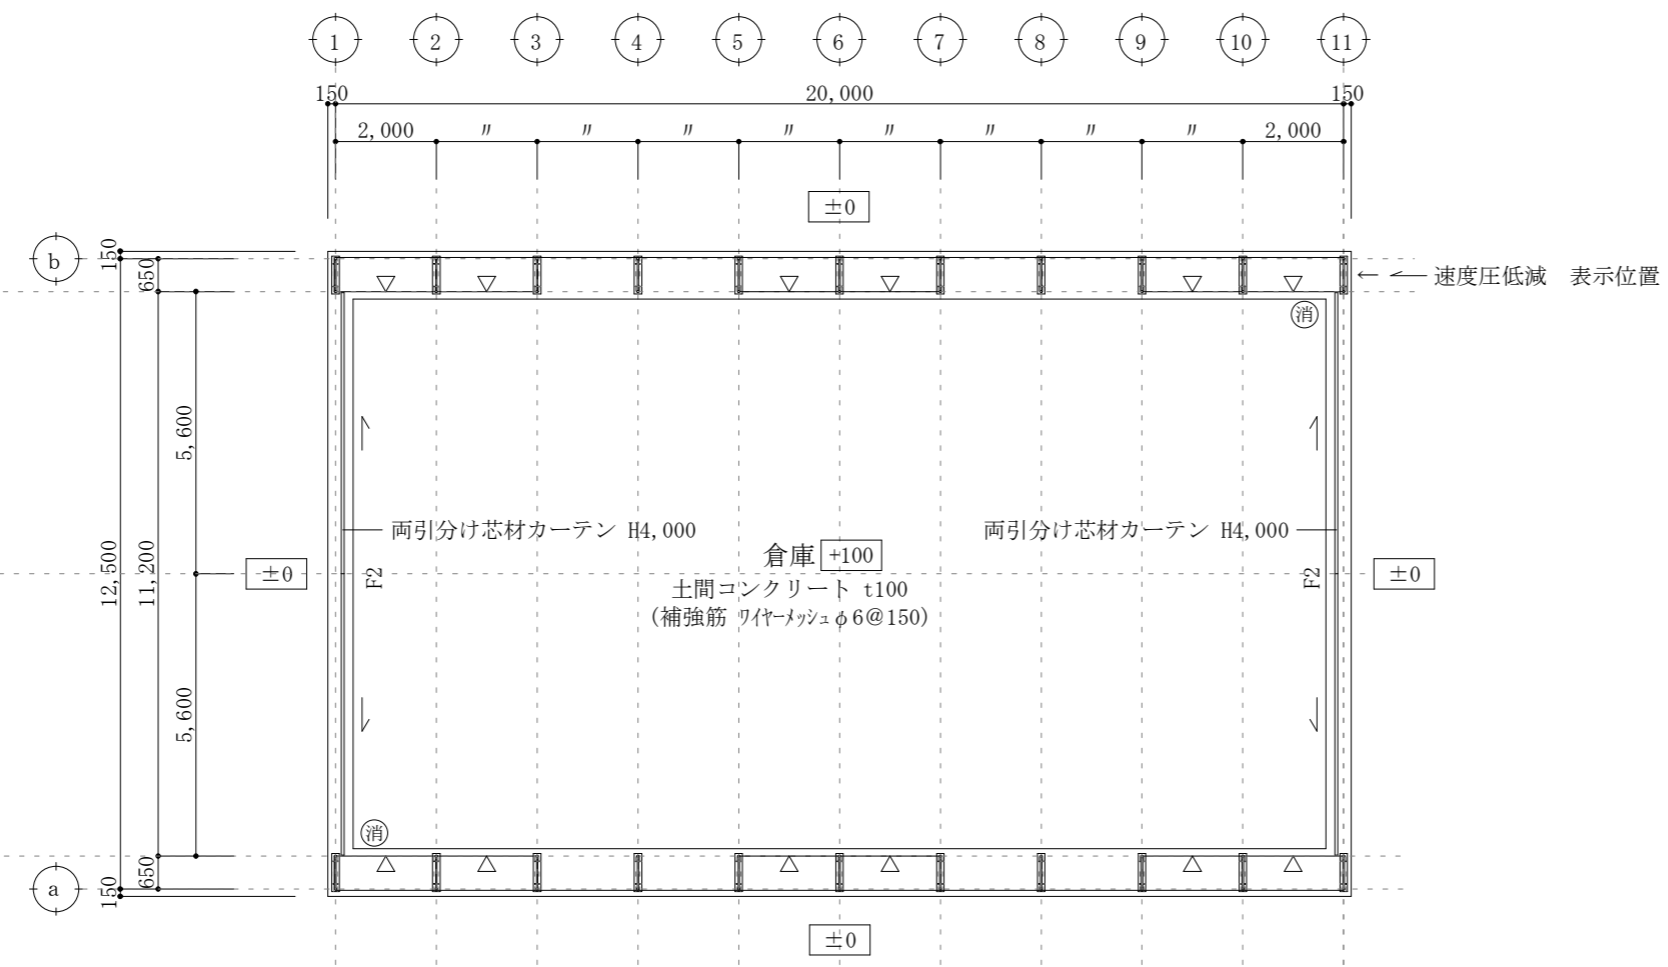 1 2 3 4 5 6 7 8 9 10 11
150 20,000 150
2,000 〃 〃 〃 〃 〃 〃 〃 〃 2,000
±0
b
150
650
← 速度圧低減 表示位置
消
5,600
両引分け芯材カーテン H4,000
両引分け芯材カーテン H4,000
倉庫 +100
12,500
11,200
±0
F2
F2
±0
土間コンクリート t100
(補強筋 ワイヤーメッシュφ6@150)
5,600
消
650
a
150
±0